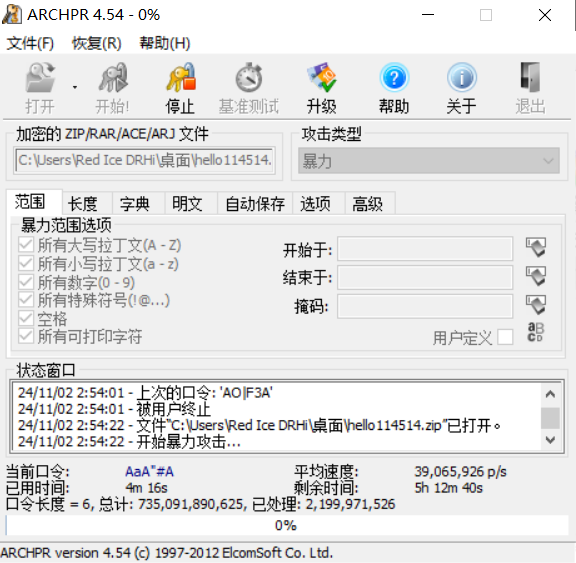 ARCHPR 4.54 - 0%
文件(F) 恢复(R) 帮助(H)
打开 开始! 停止 基准测试 升级 帮助 关于 退出
加密的 ZIP/RAR/ACE/ARJ 文件 攻击类型
C:\Users\Red Ice DRHi\桌面\hello114514. 暴力
范围 长度 字典 明文 自动保存 选项 高级
暴力范围选项
所有大写拉丁文(A - Z)
所有小写拉丁文(a - z)
所有数字(0 - 9)
所有特殊符号(!@...)
空格
所有可打印字符
开始于:
结束于:
掩码:
用户定义
状态窗口
24/11/02 2:54:01 - 上次的口令: 'AO|F3A'
24/11/02 2:54:01 - 被用户终止
24/11/02 2:54:22 - 文件“C:\Users\Red Ice DRHi\桌面\hello114514.zip”已打开。
24/11/02 2:54:22 - 开始暴力攻击...
当前口令: AaA"#A 平均速度: 39,065,926 p/s
已用时间: 4m 16s 剩余时间: 5h 12m 40s
口令长度 = 6, 总计: 735,091,890,625, 已处理: 2,199,971,526
0%
ARCHPR version 4.54 (c) 1997-2012 ElcomSoft Co. Ltd.